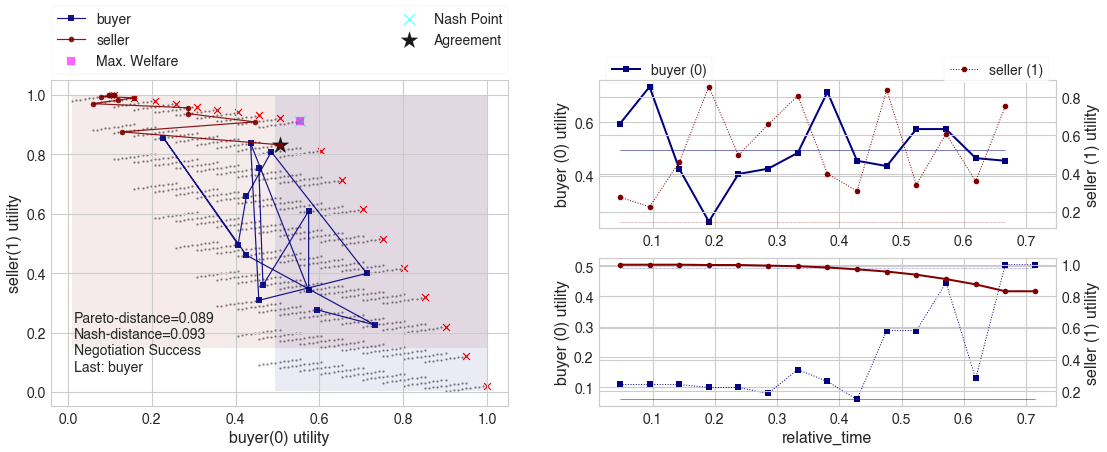 buyer
seller
Max. Welfare
Nash Point
Agreement
1.0
0.8
0.6
0.4
0.2
0.0
seller(1) utility
Pareto-distance=0.089
Nash-distance=0.093
Negotiation Success
Last: buyer
0.0 0.2 0.4 0.6 0.8 1.0
buyer(0) utility
buyer (0)
seller (1)
0.6
0.4
buyer (0) utility
0.8
0.6
0.4
0.2
seller (1) utility
0.1 0.2 0.3 0.4 0.5 0.6 0.7
0.5
0.4
0.3
0.2
0.1
buyer (0) utility
1.0
0.8
0.6
0.4
0.2
seller (1) utility
0.1 0.2 0.3 0.4 0.5 0.6 0.7
relative_time